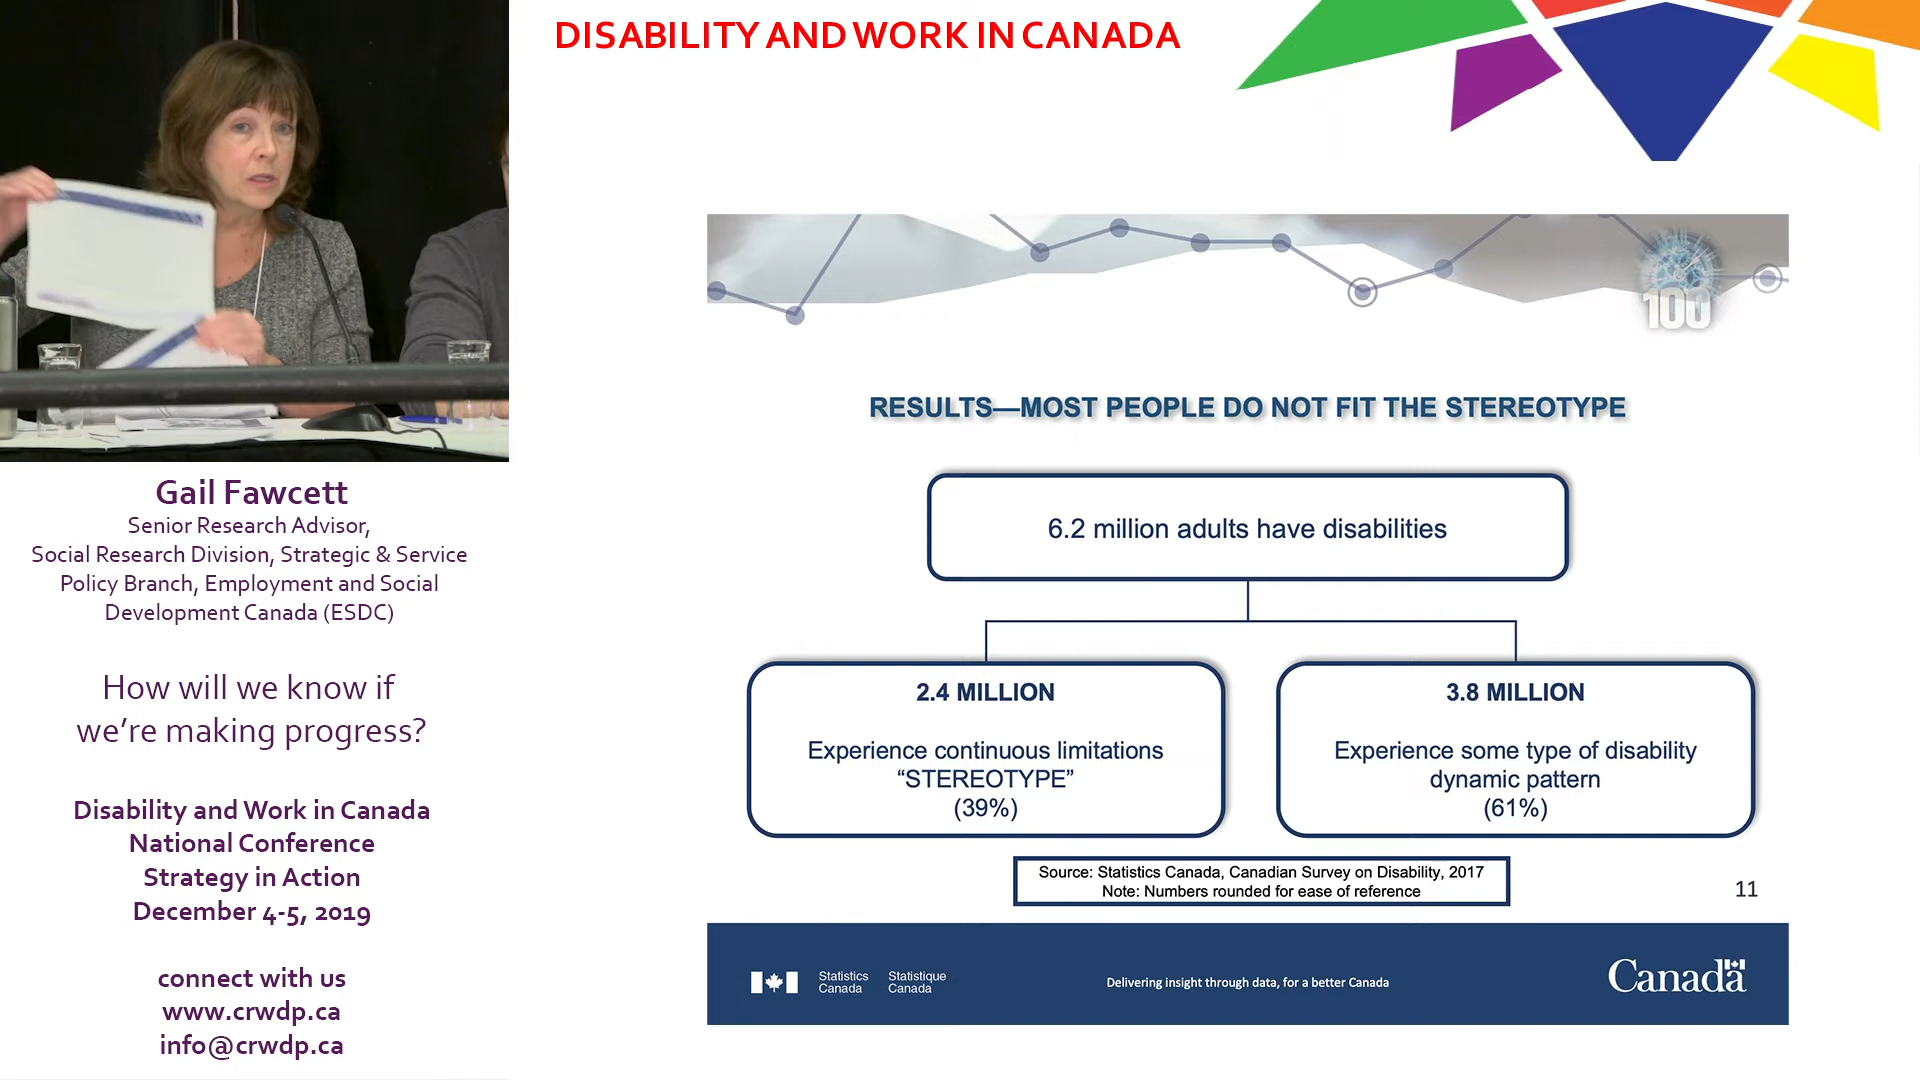 DISABILITY AND WORK IN CANADA
Gail Fawcett
Senior Research Advisor,
Social Research Division, Strategic & Service
Policy Branch, Employment and Social
Development Canada (ESDC)
How will we know if
we're making progress?
Disability and Work in Canada
National Conference
Strategy in Action
December 4-5, 2019
connect with us
www.crwdp.ca
info@crwdp.ca
100
RESULTS—MOST PEOPLE DO NOT FIT THE STEREOTYPE
6.2 million adults have disabilities
2.4 MILLION
Experience continuous limitations
“STEREOTYPE”
(39%)
3.8 MILLION
Experience some type of disability
dynamic pattern
(61%)
Source: Statistics Canada, Canadian Survey on Disability, 2017
Note: Numbers rounded for ease of reference
11
Statistics Canada
Statistique Canada
Delivering insight through data, for a better Canada
Canada